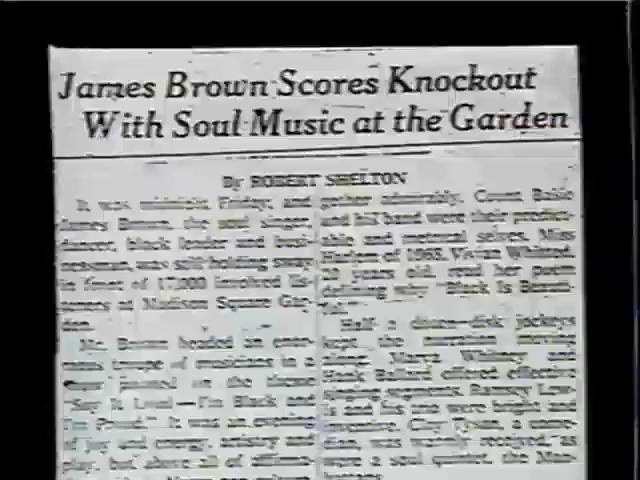 James Brown Scores Knockout
With Soul Music at the Garden
By ROBERT SHELTON
It was midnight Friday, and
James Brown, the soul singer,
dancer, black leader and busi-
nessman, was still holding sway
in front of 17,000 involved lis-
teners at Madison Square Gar-
den.
Mr. Brown headed an
troupe of musicians in a
on the theme
"Say It Loud—I'm Black and
I'm Proud." It was an evening
of joy and energy, artistry and
play, but above all of
gether admirably. Count Basie
and his band were their predict-
able and natural selves. Miss
Harlem of 1968, Vivian
20 years old, read her poem
defining why "Black Is Beauti-
ful."
Half a dozen disk jockeys
kept the narration moving
along. Marva Whitney and
Hank Ballard offered effective
segments. Ramsey Lew-
is and his trio were bright and
inventive. Clay Tyson, a come-
dian, was warmly received, as
were a soul quintet, the Man-